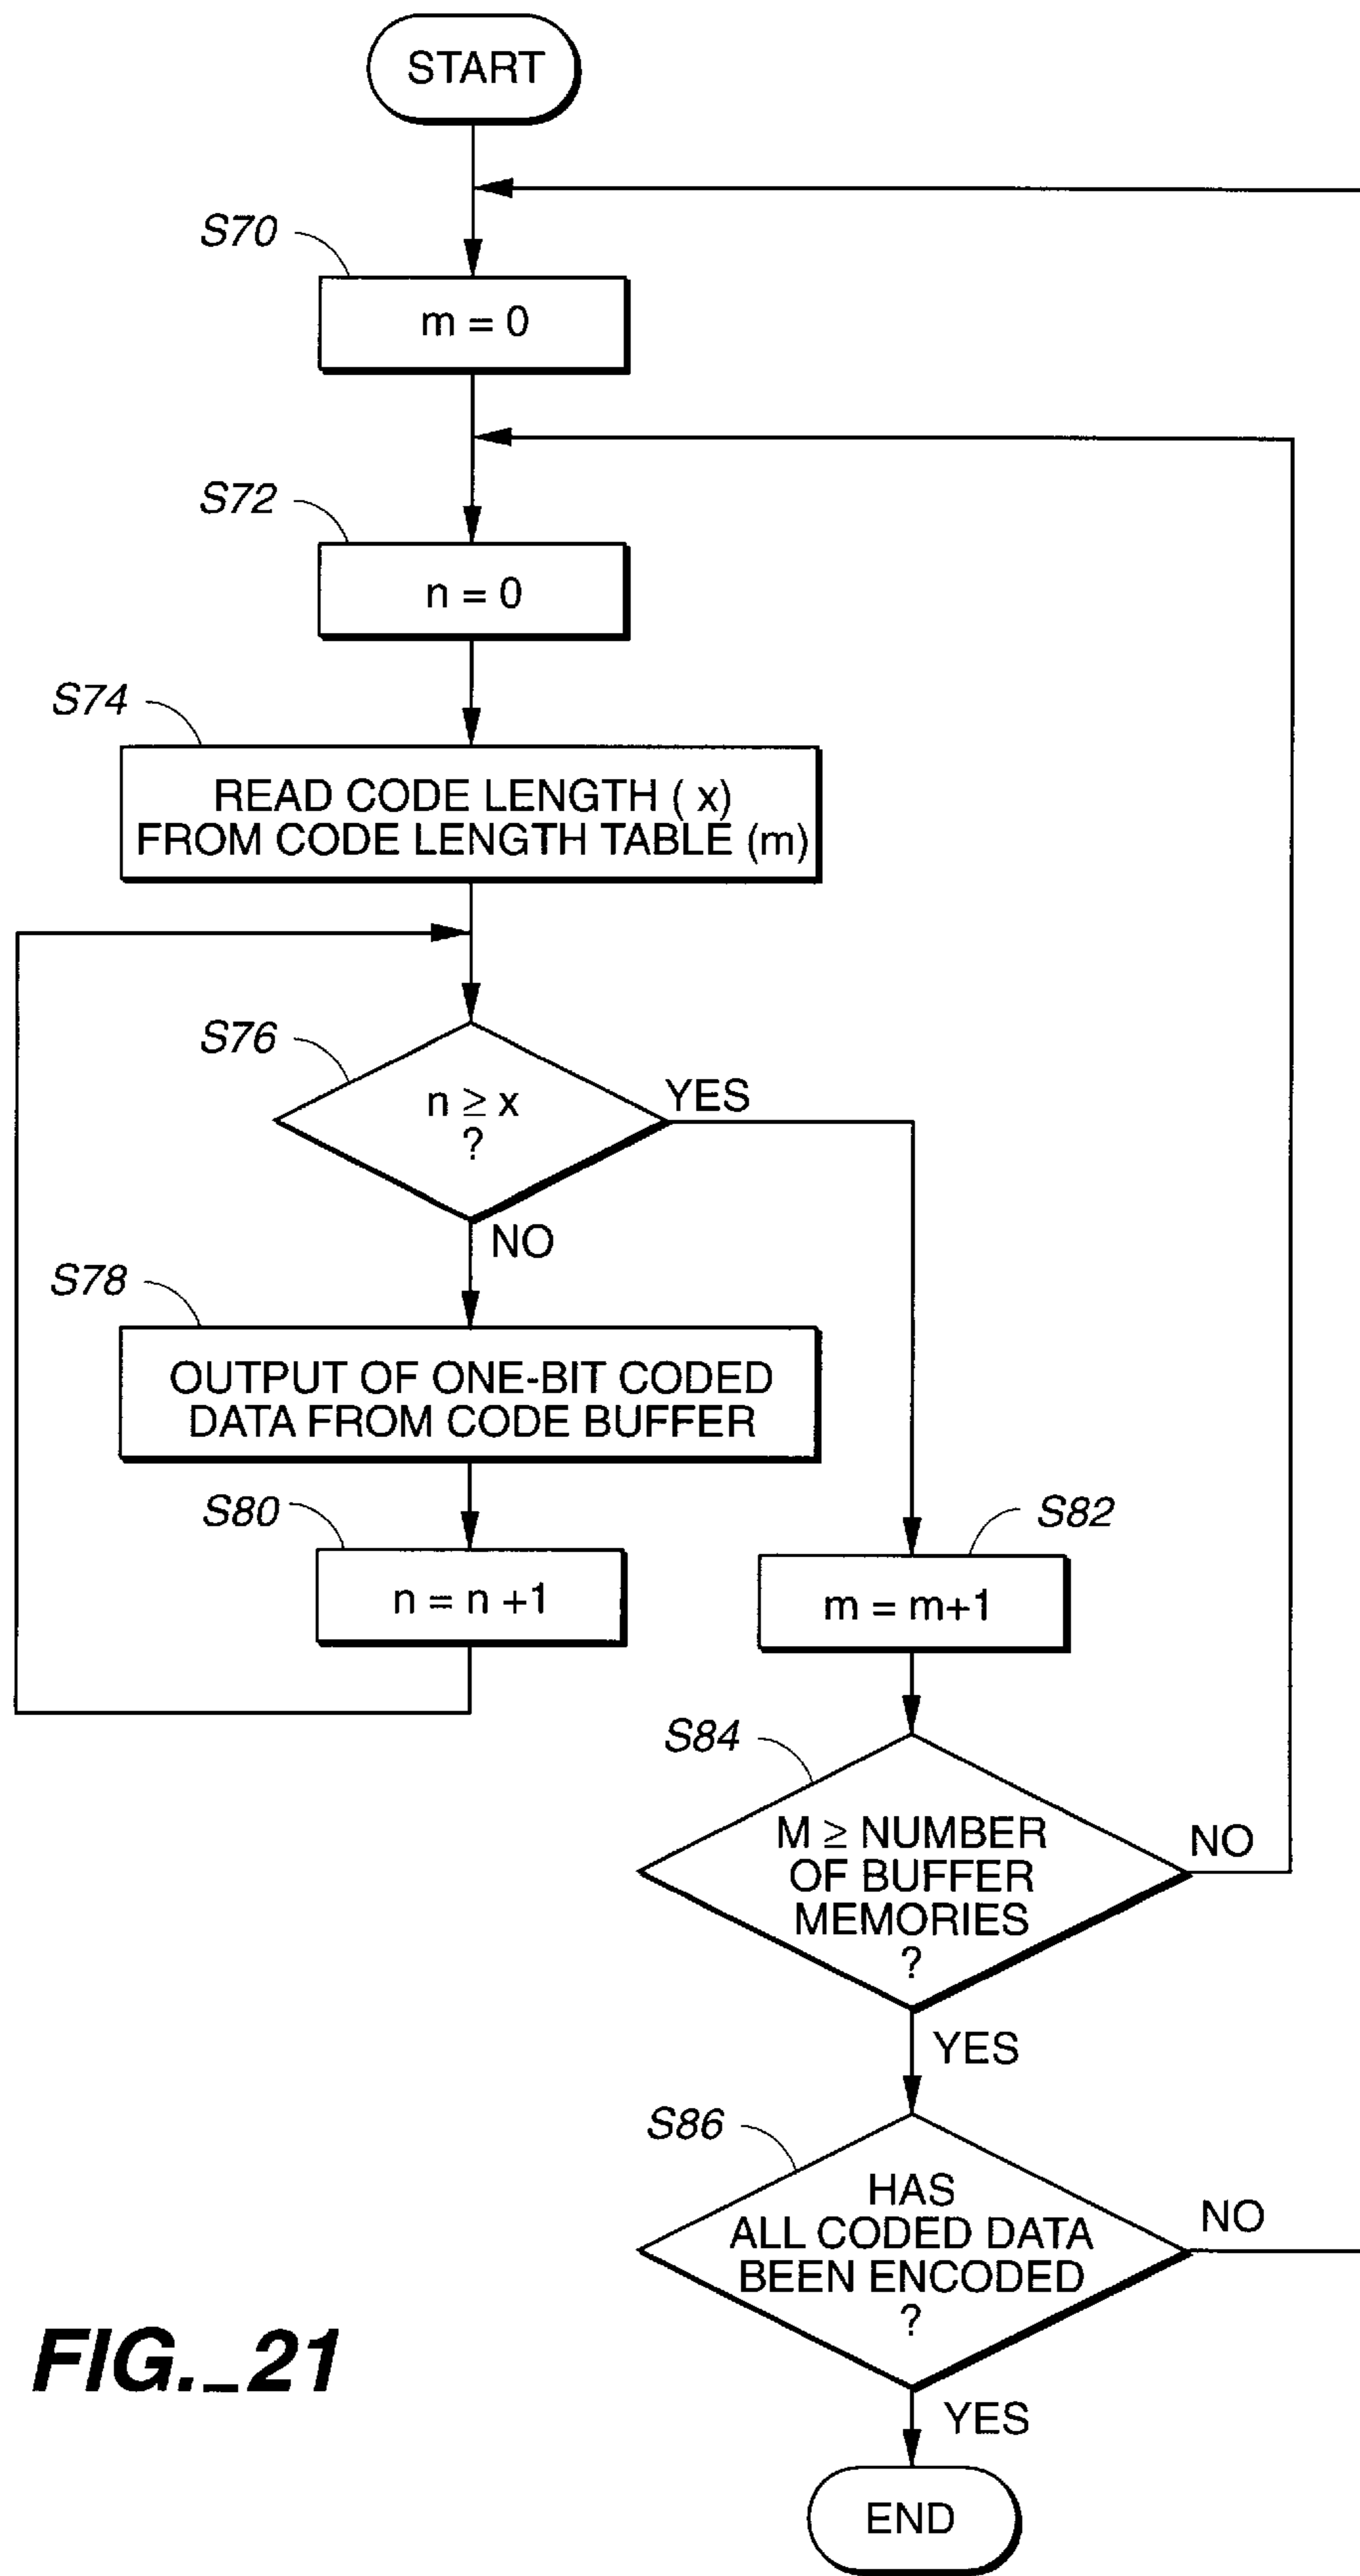 START
S70
m = 0
S72
n = 0
S74
READ CODE LENGTH ( x)
FROM CODE LENGTH TABLE (m)
S76
n ≥ x
?
YES
NO
S78
OUTPUT OF ONE-BIT CODED
DATA FROM CODE BUFFER
S80
n = n +1
S82
m = m+1
S84
M ≥ NUMBER
OF BUFFER
MEMORIES
?
NO
YES
S86
HAS
ALL CODED DATA
BEEN ENCODED
?
NO
YES
END
FIG._21